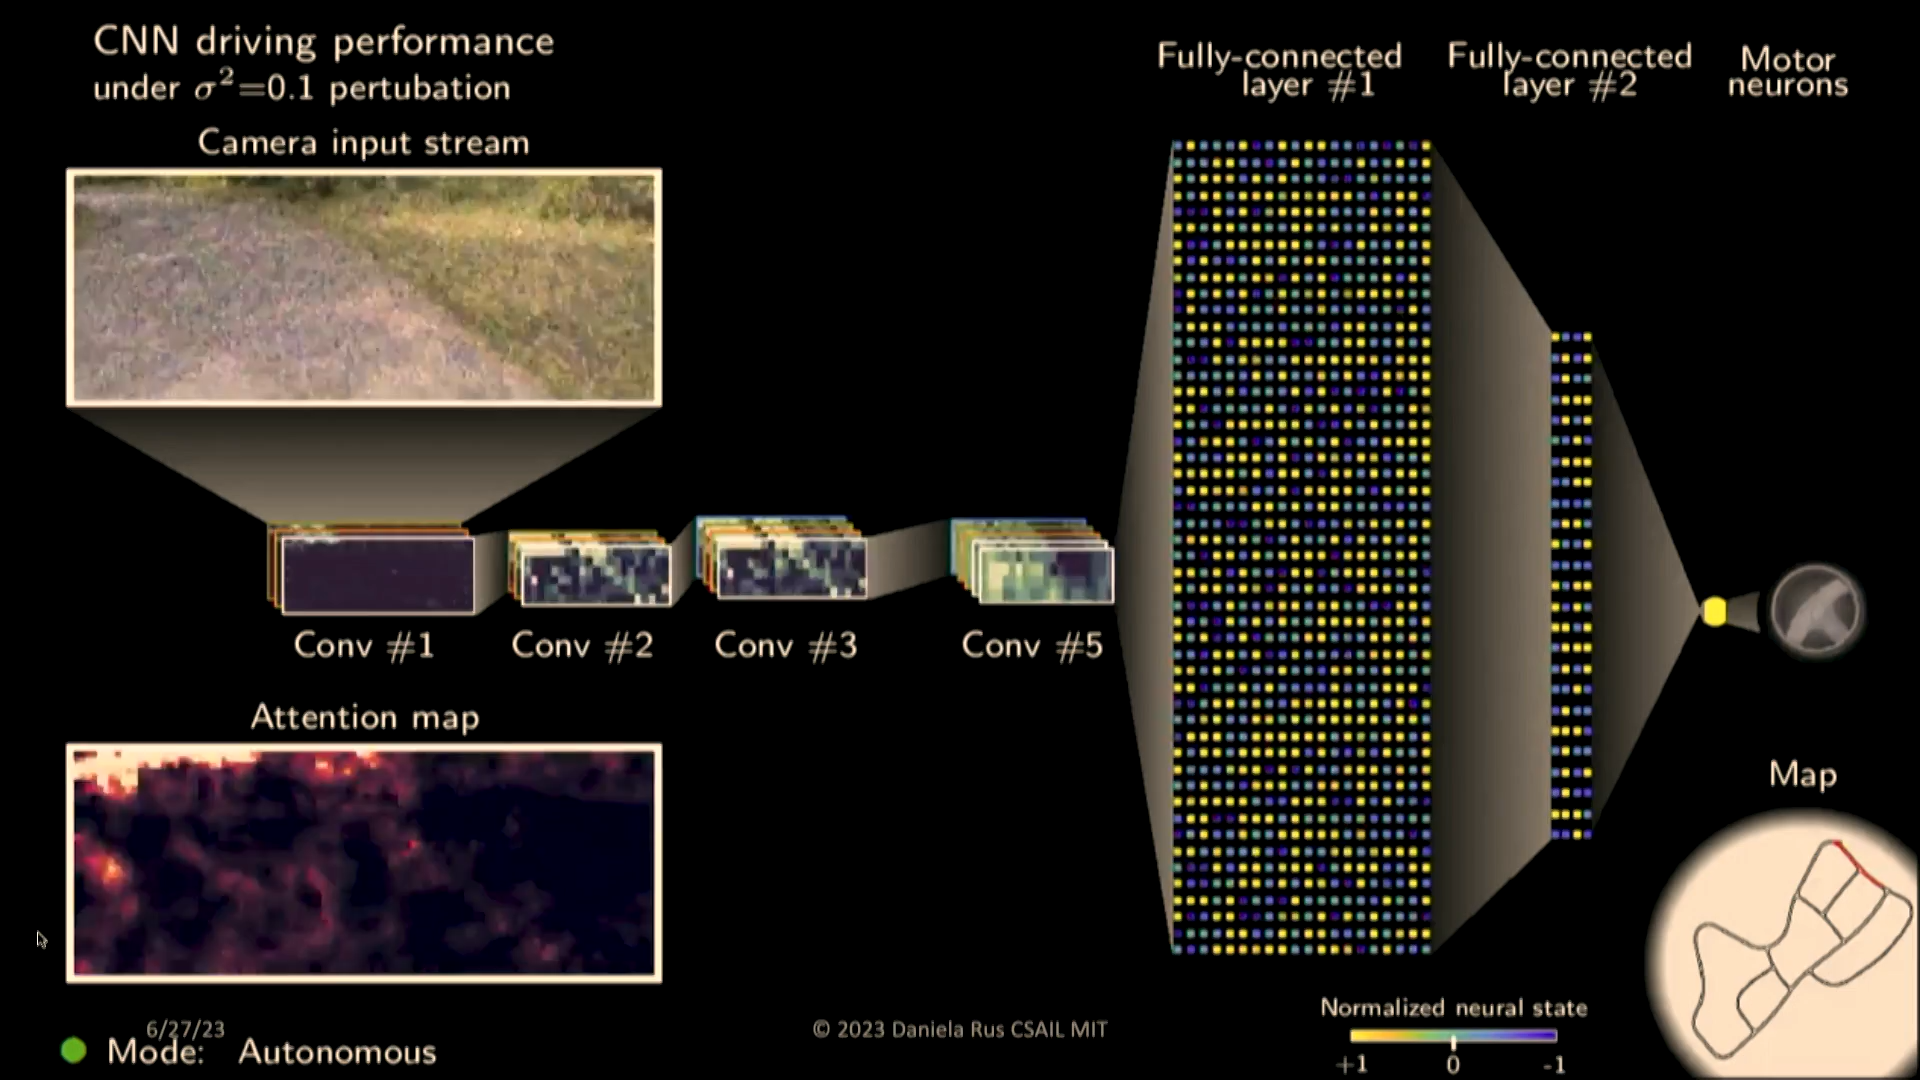 CNN driving performance
under σ²=0.1 pertubation
Camera input stream
Fully-connected
layer #1
Fully-connected
layer #2
Motor
neurons
Conv #1
Conv #2
Conv #3
Conv #5
Attention map
Map
6/27/23
© 2023 Daniela Rus CSAIL MIT
Mode: Autonomous
Normalized neural state
+1 0 -1